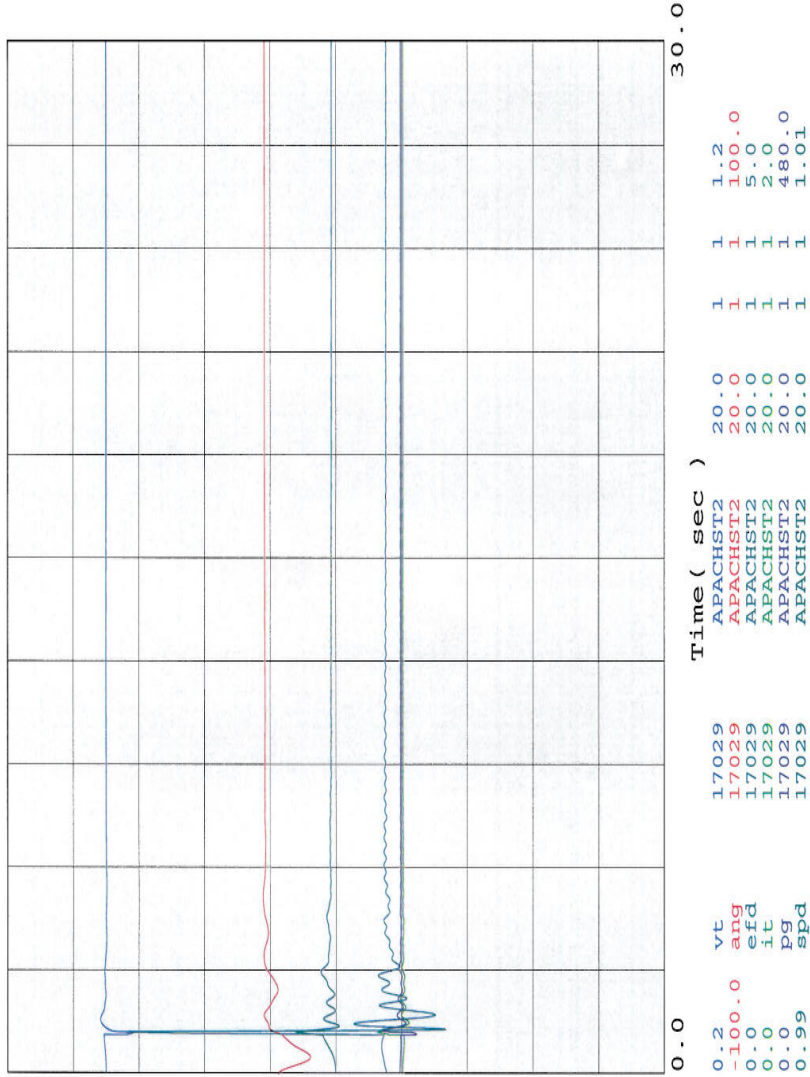 0.0 30.0
Time( sec )
0.2 vt 17029 APACHST2 20.0 1 1 1.2
-100.0 ang 17029 APACHST2 20.0 1 1 100.0
0.0 efd 17029 APACHST2 20.0 1 1 5.0
0.0 it 17029 APACHST2 20.0 1 1 2.0
0.0 pg 17029 APACHST2 20.0 1 1 480.0
0.99 spd 17029 APACHST2 20.0 1 1 1.01